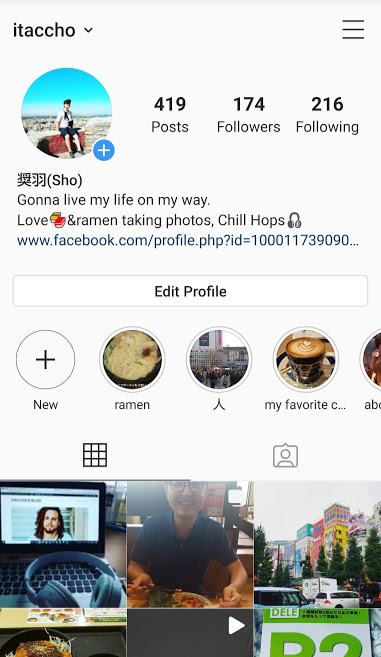 itaccho
419 174 216
Posts Followers Following
奨羽(Sho)
Gonna live my life on my way.
Love🍜&ramen taking photos, Chill Hops🎧
www.facebook.com/profile.php?id=100011739090...
Edit Profile
New ramen 人 my favorite c... abo
ITACCHO'S BLOG
DELE
B2